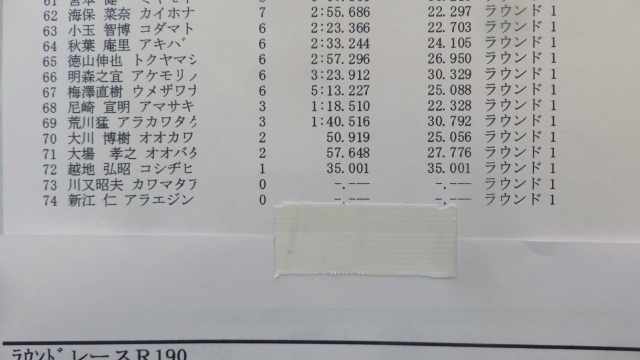 62 海保 菜奈 カイホナ 7 2:55.686 22.297 ラウンド 1
63 小玉 智博 コダマト 6 2:23.366 22.703 ラウンド 1
64 秋葉 庵里 アキバ 6 2:33.244 24.105 ラウンド 1
65 徳山伸也 トクヤマシ 6 2:57.296 26.950 ラウンド 1
66 明森之宜 アケモリノ 6 3:23.912 30.329 ラウンド 1
67 梅澤直樹 ウメザワナ 6 5:13.227 25.088 ラウンド 1
68 尼崎 宣明 アマサキ 3 1:18.510 22.328 ラウンド 1
69 荒川猛 アラカワタケ 3 1:40.516 30.792 ラウンド 1
70 大川 博樹 オオカワ 2 50.919 25.056 ラウンド 1
71 大場 孝之 オオバタ 2 57.648 27.776 ラウンド 1
72 越地 弘昭 コシヂヒ 1 35.001 35.001 ラウンド 1
73 川又昭夫 カワマタア 0 -.--- -.--- ラウンド 1
74 新江 仁 アラエジン 0 -.--- -.--- ラウンド 1
ﾗｳﾝﾄﾞ レースR190